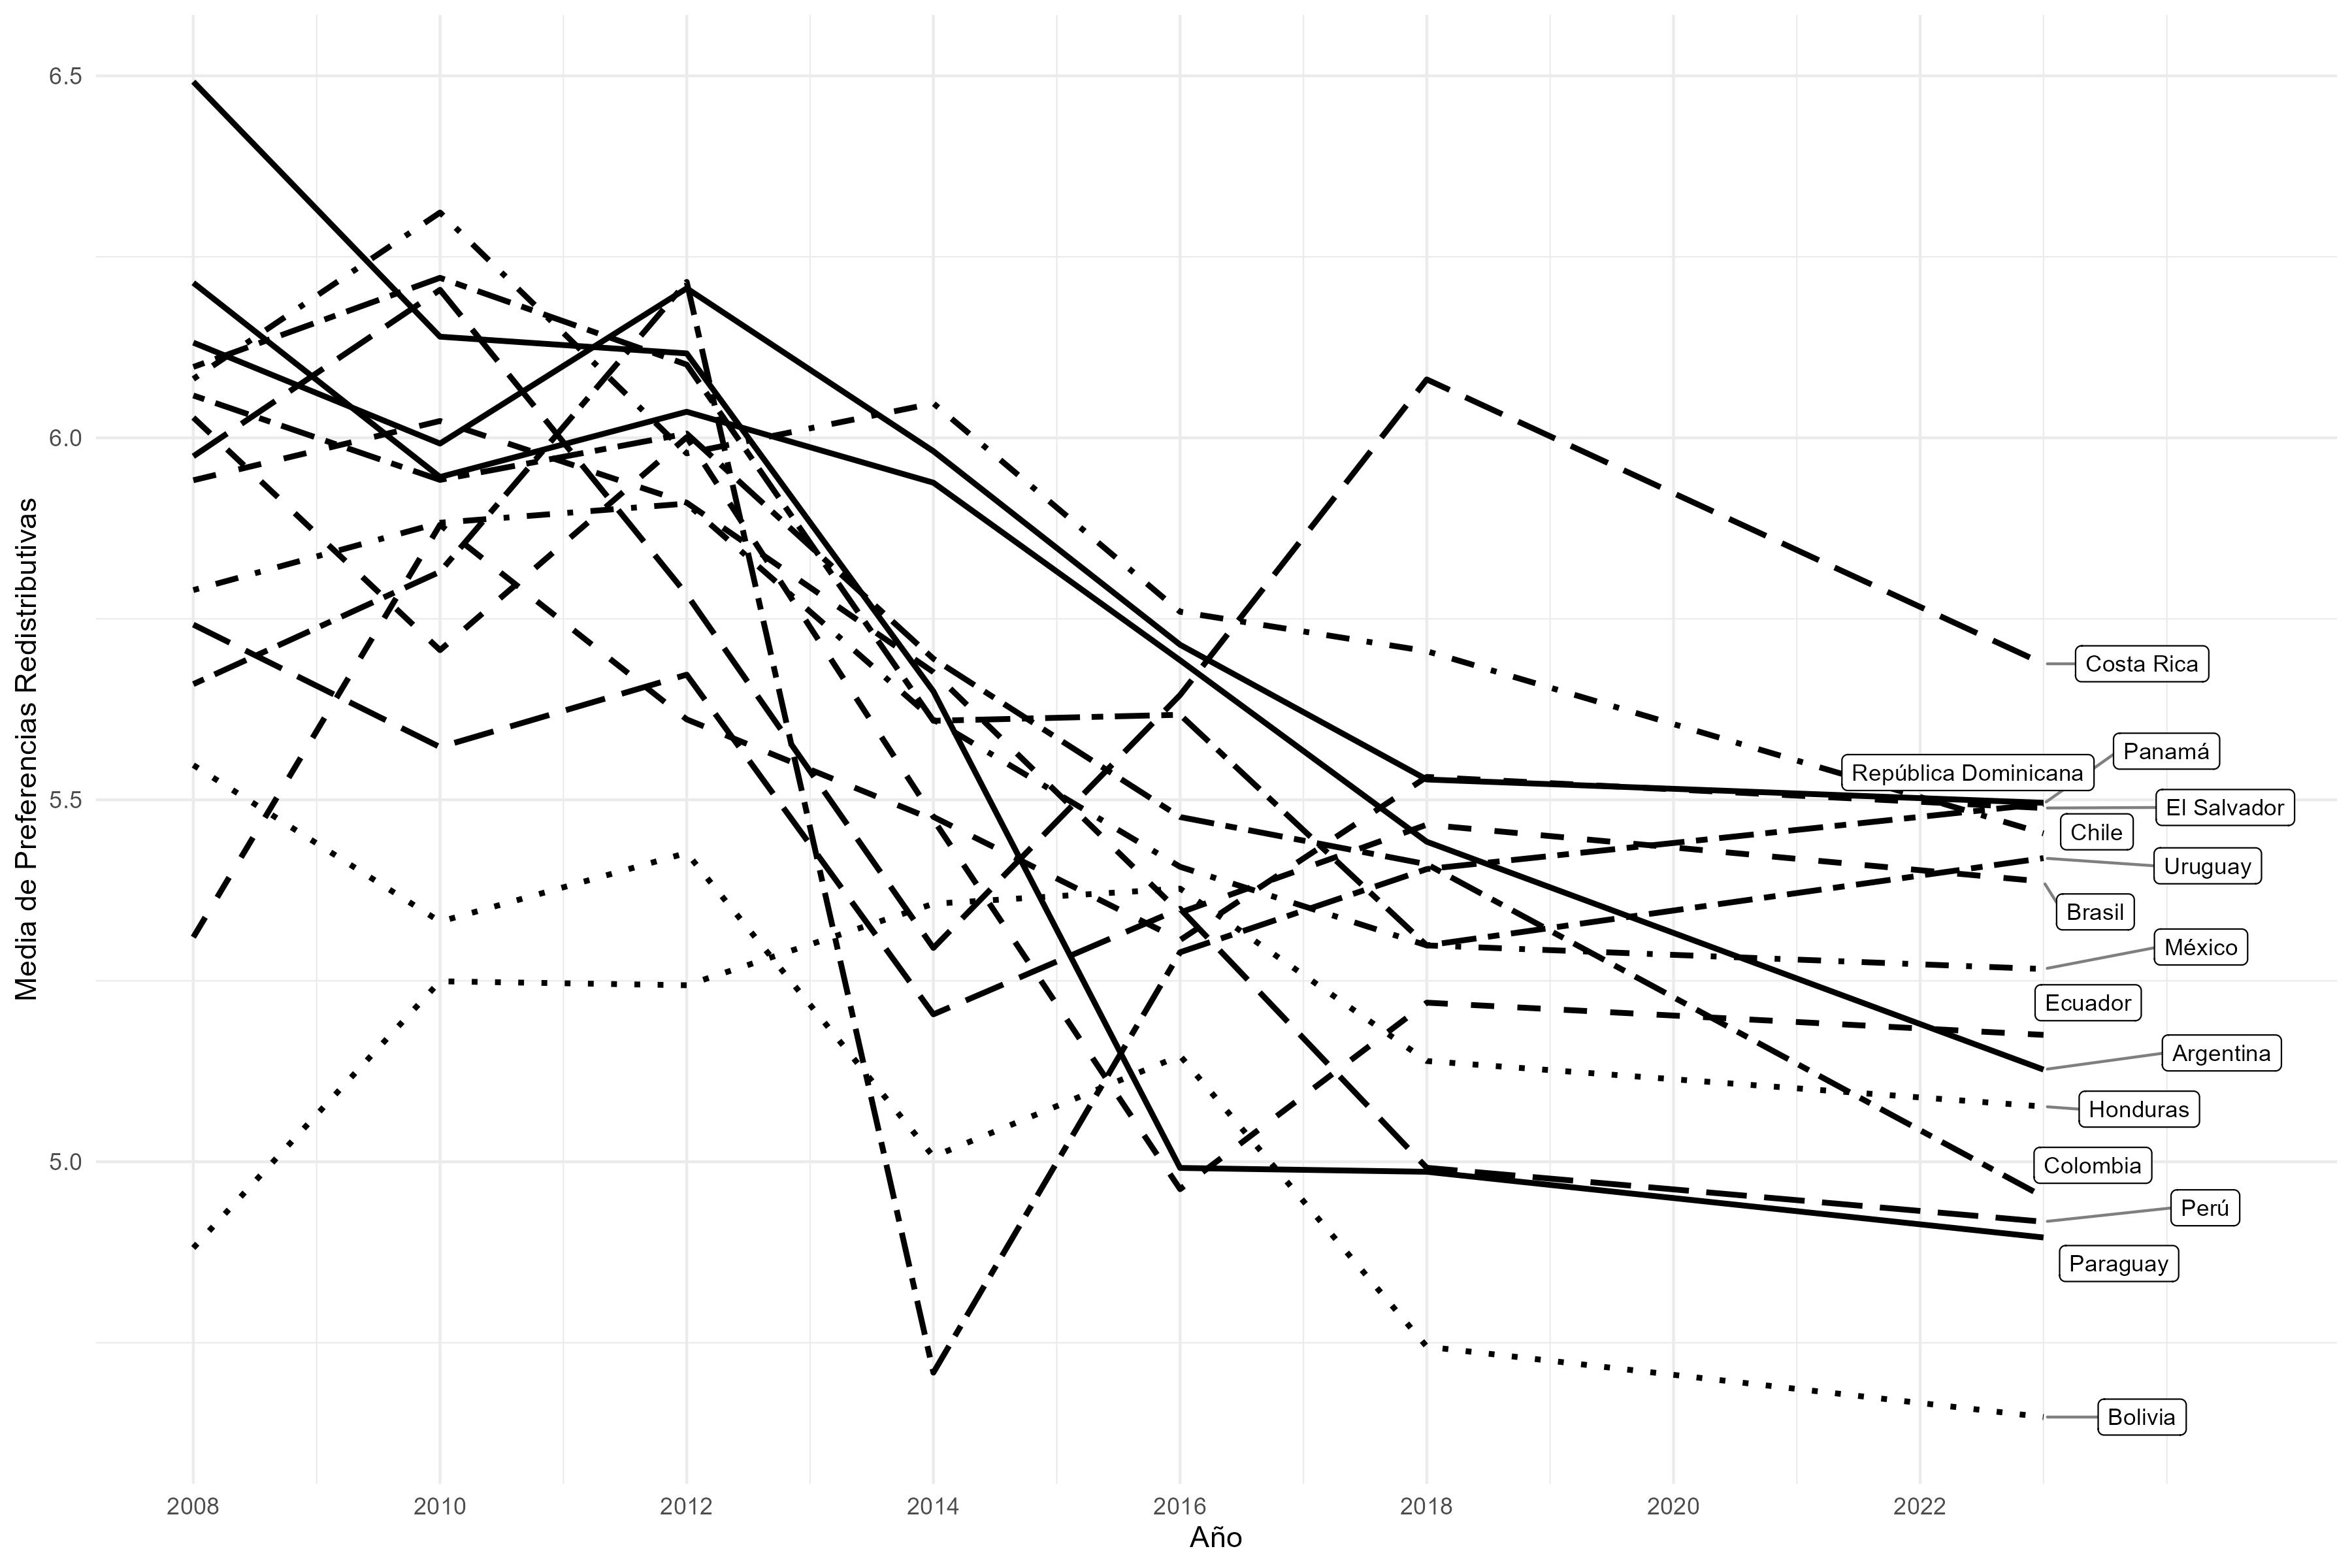 Media de Preferencias Redistributivas
6.5
6.0
5.5
5.0
Costa Rica
Panamá
República Dominicana
El Salvador
Chile
Uruguay
Brasil
México
Ecuador
Argentina
Honduras
Colombia
Perú
Paraguay
Bolivia
2008 2010 2012 2014 2016 2018 2020 2022
Año